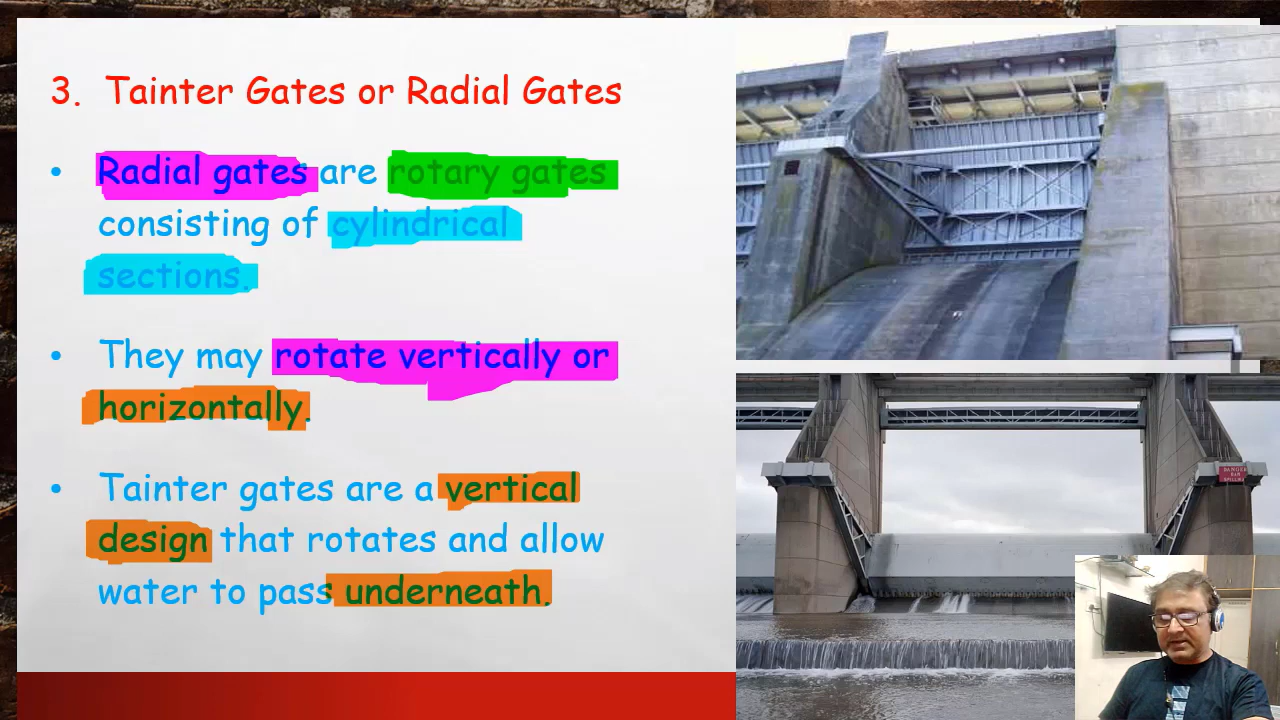 3. Tainter Gates or Radial Gates
• Radial gates are rotary gates
consisting of cylindrical
sections.
• They may rotate vertically or
horizontally.
• Tainter gates are a vertical
design that rotates and allow
water to pass underneath.
DANGER